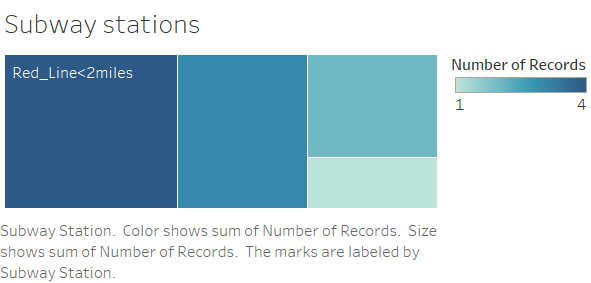 Subway stations
Red_Line<2miles
Number of Records
1 4
Subway Station.  Color shows sum of Number of Records.  Size
shows sum of Number of Records.  The marks are labeled by
Subway Station.